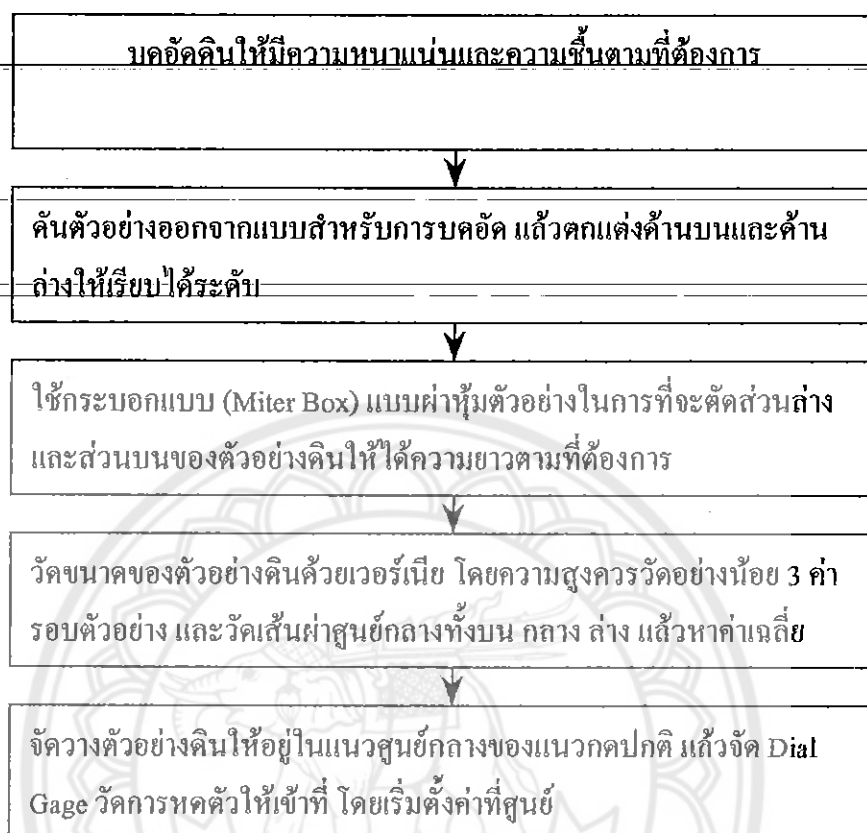 บดอัดดินให้มีความหนาแน่นและความชื้นตามที่ต้องการ
ดันตัวอย่างออกจากแบบสำหรับการบดอัด แล้วตกแต่งด้านบนและด้าน
ล่างให้เรียบได้ระดับ
ใช้กระบอกแบบ (Miter Box) แบบผ่าหุ้มตัวอย่างในการที่จะตัดส่วนล่าง
และส่วนบนของตัวอย่างดินให้ได้ความยาวตามที่ต้องการ
วัดขนาดของตัวอย่างดินด้วยเวอร์เนีย โดยความสูงควรวัดอย่างน้อย 3 ค่า
รอบตัวอย่าง และวัดเส้นผ่าศูนย์กลางทั้งบน กลาง ล่าง แล้วหาค่าเฉลี่ย
จัดวางตัวอย่างดินให้อยู่ในแนวศูนย์กลางของแนวกดปกติ แล้วจัด Dial
Gage วัดการหดตัวให้เข้าที่ โดยเริ่มตั้งค่าที่ศูนย์